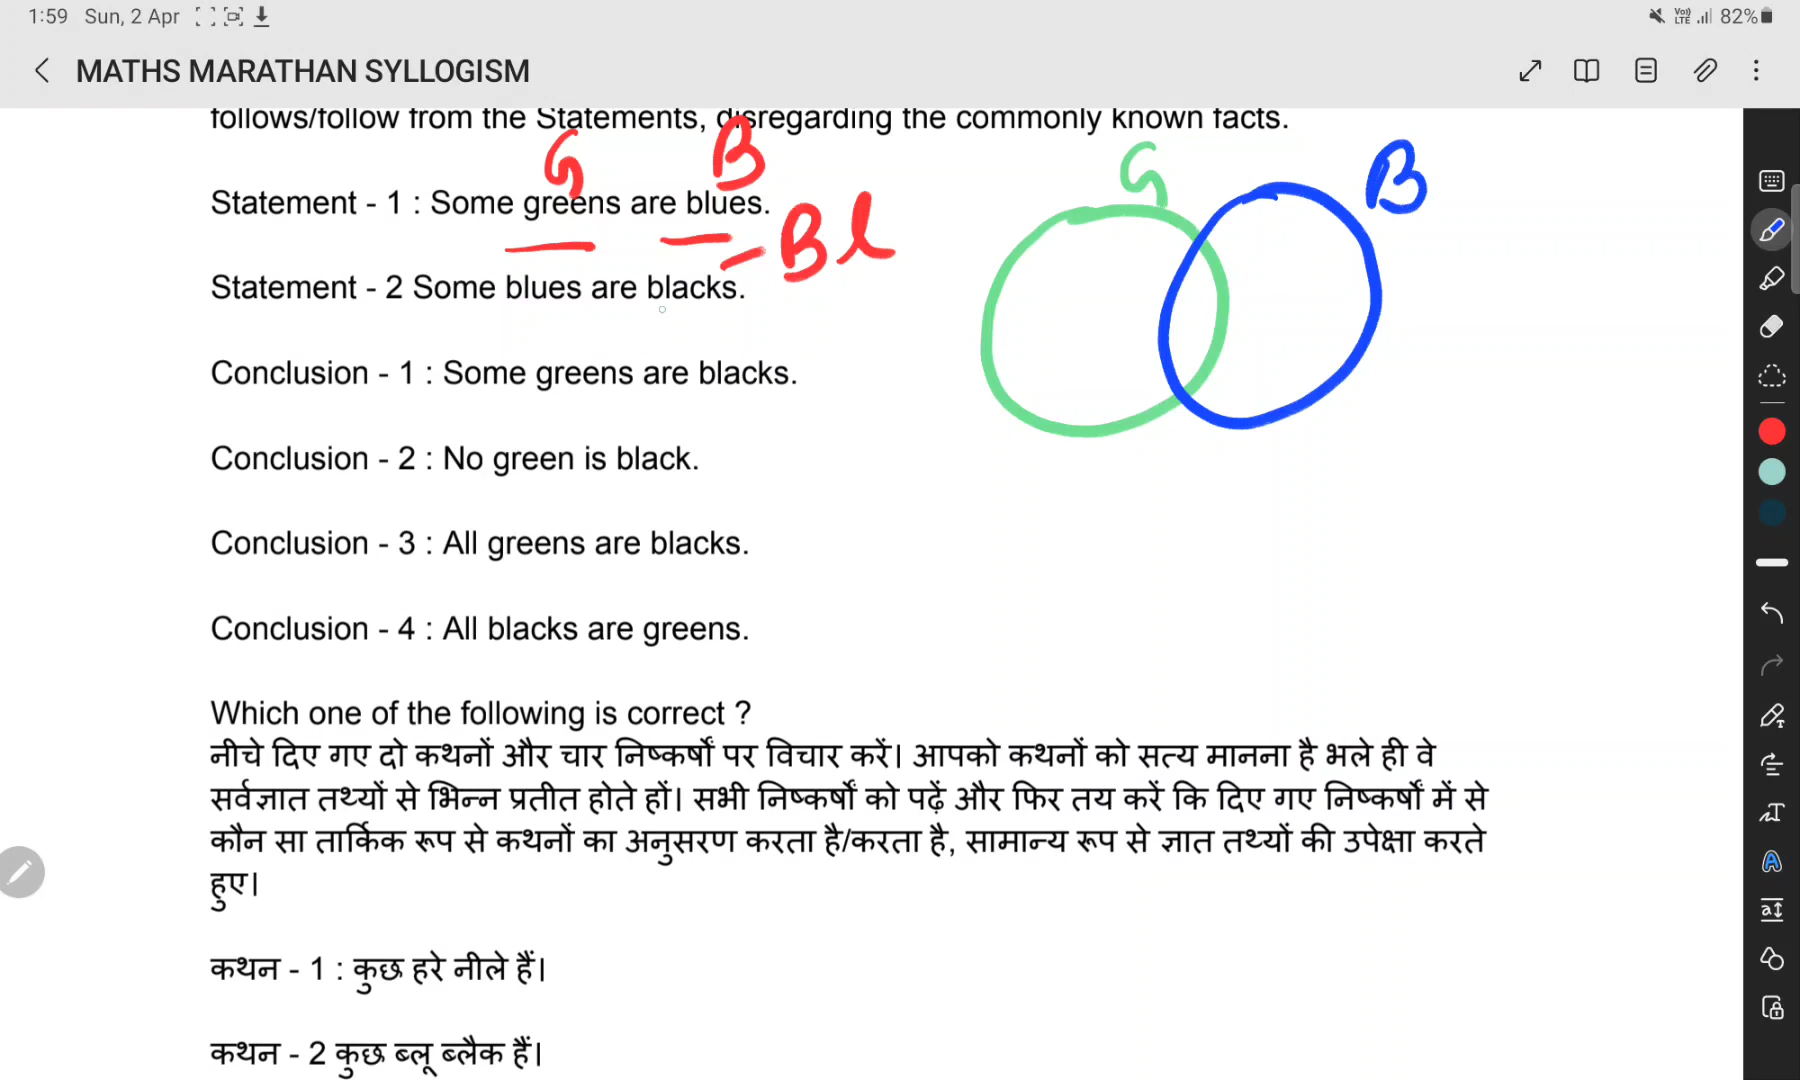 1:59 Sun, 2 Apr
Vo) LTE 82%
MATHS MARATHAN SYLLOGISM
follows/follow from the Statements, disregarding the commonly known facts.
G B G B
Statement - 1 : Some greens are blues.
Bl
Statement - 2 Some blues are blacks.
Conclusion - 1 : Some greens are blacks.
Conclusion - 2 : No green is black.
Conclusion - 3 : All greens are blacks.
Conclusion - 4 : All blacks are greens.
Which one of the following is correct ?
नीचे दिए गए दो कथनों और चार निष्कर्षों पर विचार करें। आपको कथनों को सत्य मानना है भले ही वे
सर्वज्ञात तथ्यों से भिन्न प्रतीत होते हों। सभी निष्कर्षों को पढ़ें और फिर तय करें कि दिए गए निष्कर्षों में से
कौन सा तार्किक रूप से कथनों का अनुसरण करता है/करता है, सामान्य रूप से ज्ञात तथ्यों की उपेक्षा करते
हुए।
कथन - 1 : कुछ हरे नीले हैं।
कथन - 2 कुछ ब्लू ब्लैक हैं।